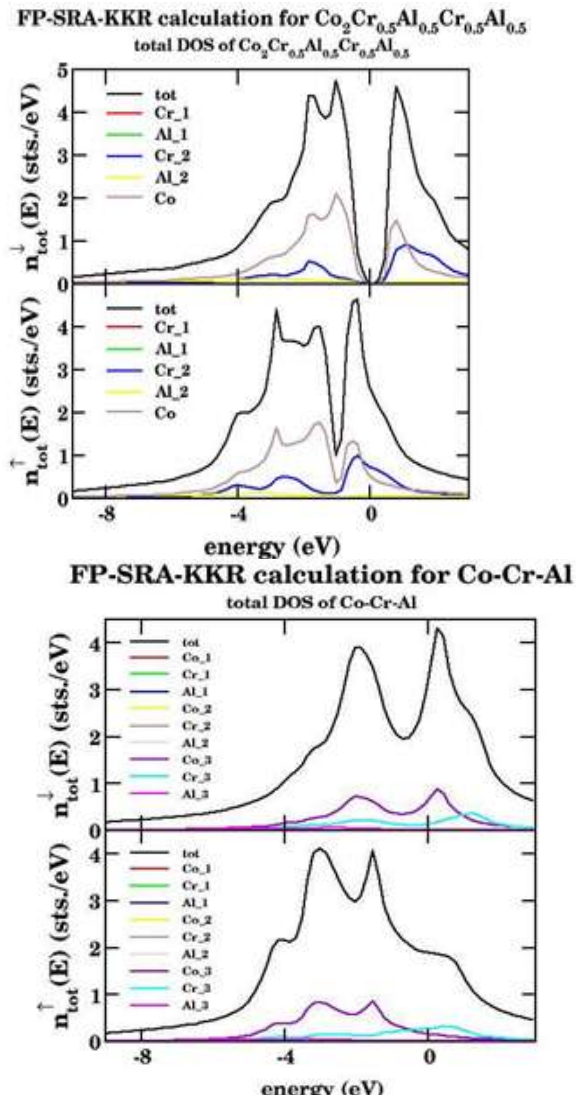 FP-SRA-KKR calculation for Co2Cr0.5Al0.5Cr0.5Al0.5
total DOS of Co2Cr0.5Al0.5Cr0.5Al0.5
5
4
3
2
1
0
n↓tot(E) (sts./eV)
tot
Cr_1
Al_1
Cr_2
Al_2
Co
4
3
2
1
0
n↑tot(E) (sts./eV)
tot
Cr_1
Al_1
Cr_2
Al_2
Co
-8 -4 0
energy (eV)
FP-SRA-KKR calculation for Co-Cr-Al
total DOS of Co-Cr-Al
4
3
2
1
0
n↓tot(E) (sts./eV)
tot
Co_1
Cr_1
Al_1
Co_2
Cr_2
Al_2
Co_3
Cr_3
Al_3
4
3
2
1
0
n↑tot(E) (sts./eV)
tot
Co_1
Cr_1
Al_1
Co_2
Cr_2
Al_2
Co_3
Cr_3
Al_3
-8 -4 0
energy (eV)